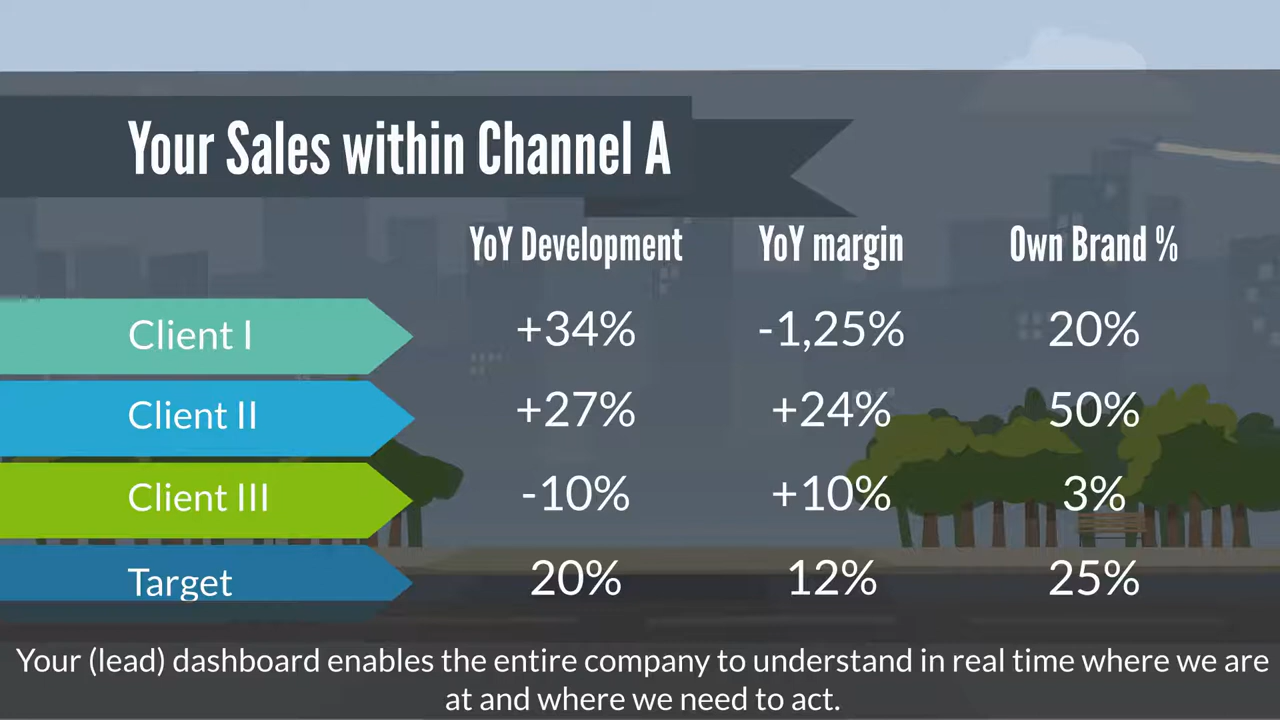 Your Sales within Channel A
YoY Development YoY margin Own Brand %
Client I +34% -1,25% 20%
Client II +27% +24% 50%
Client III -10% +10% 3%
Target 20% 12% 25%
Your (lead) dashboard enables the entire company to understand in real time where we are
at and where we need to act.